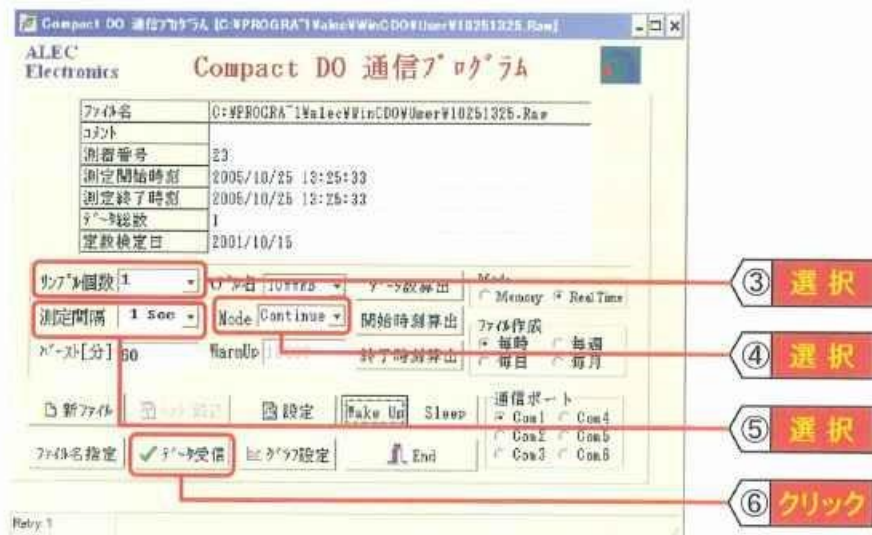 Compact DO 通信ﾌﾟﾛｸﾞﾗﾑ [C:¥PROGRA~1¥alec¥WinCDO¥User¥10251325.Raw]
ALEC
Electronics
Compact DO 通信ﾌﾟﾛｸﾞﾗﾑ
ﾌｧｲﾙ名 C:¥PROGRA~1¥alec¥WinCDO¥User¥10251325.Raw
ｺﾒﾝﾄ
測器番号 23
測定開始時刻 2005/10/25 13:25:33
測定終了時刻 2005/10/25 13:25:33
ﾃﾞｰﾀ総数 1
定数検定日 2001/10/15
ｻﾝﾌﾟﾙ個数 1
ﾃﾞｰﾀ数算出
Memory Real Time
③ 選択
測定間隔 1 Sec Mode Continue 開始時刻算出
ﾌｧｲﾙ作成
毎時 毎週
毎日 毎月
④ 選択
ﾊﾞｰｽﾄ[分] 60 WarmUp 終了時刻算出
通信ポート
新ﾌｧｲﾙ 設定 Wake Up Sleep
Com1 Com4
Com2 Com5
Com3 Com6
⑤ 選択
ﾌｧｲﾙ名指定 ﾃﾞｰﾀ受信 ｸﾞﾗﾌ設定 End
⑥ クリック
Retry: 1